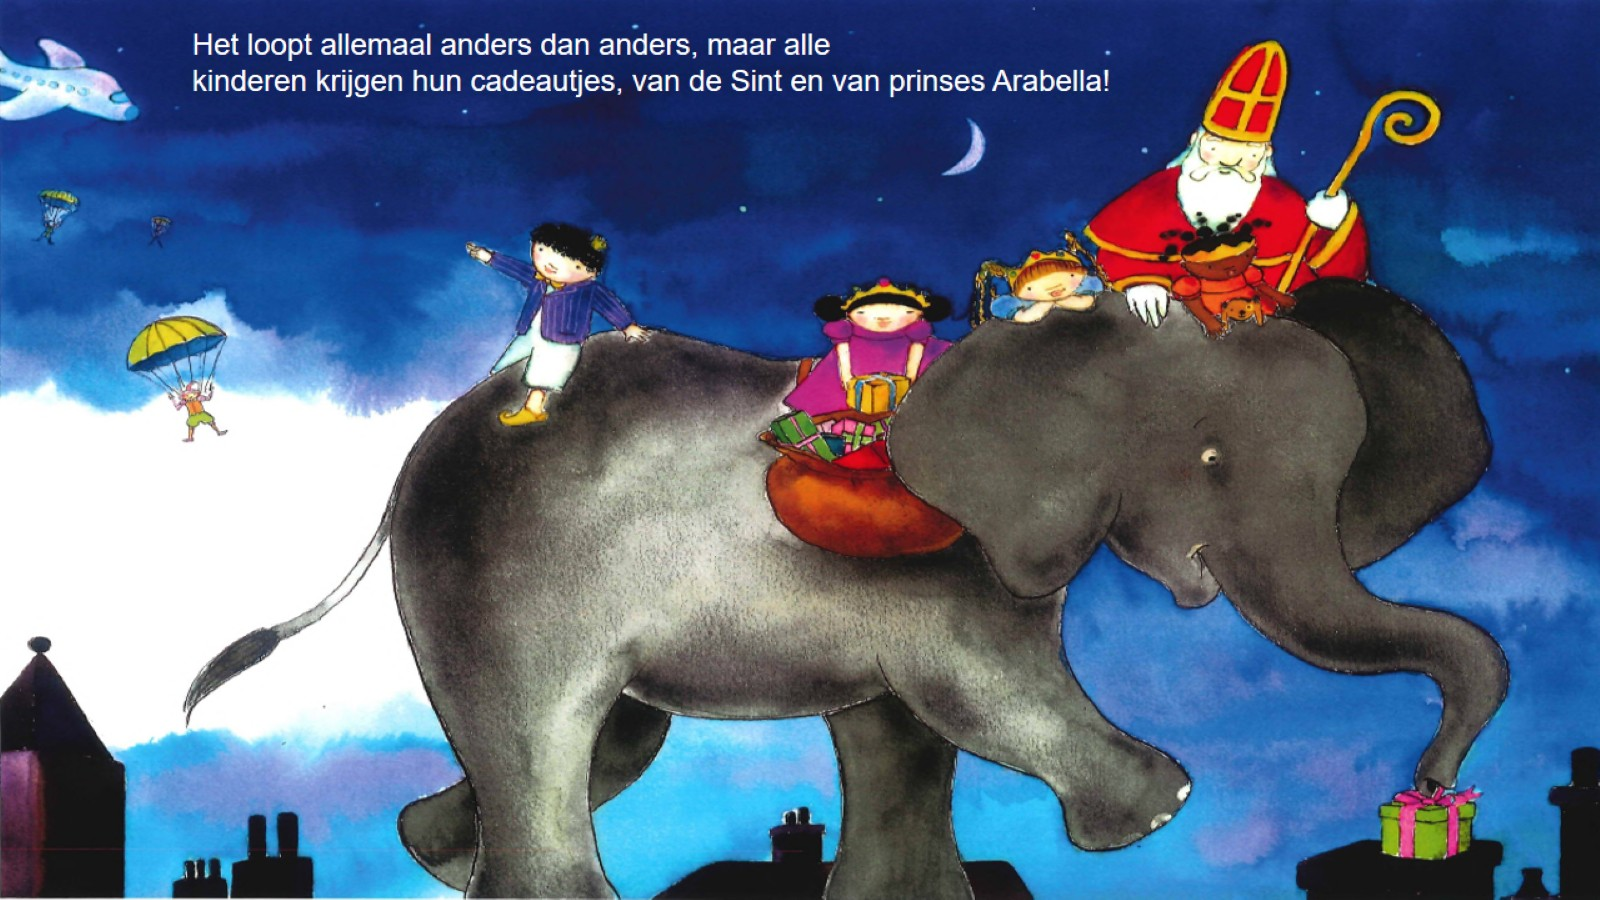 Het loopt allemaal anders dan anders, maar alle
kinderen krijgen hun cadeautjes, van de Sint en van prinses Arabella!